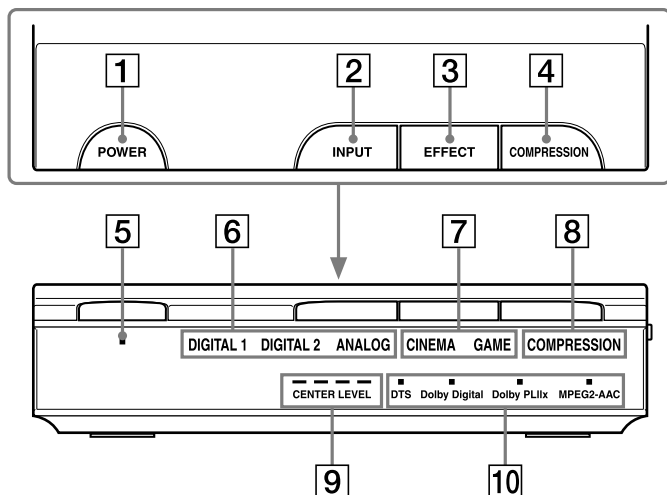 1 2 3 4
POWER INPUT EFFECT COMPRESSION
5 6 7 8
DIGITAL 1 DIGITAL 2 ANALOG CINEMA GAME COMPRESSION
CENTER LEVEL DTS Dolby Digital Dolby PLIIx MPEG2-AAC
9 10